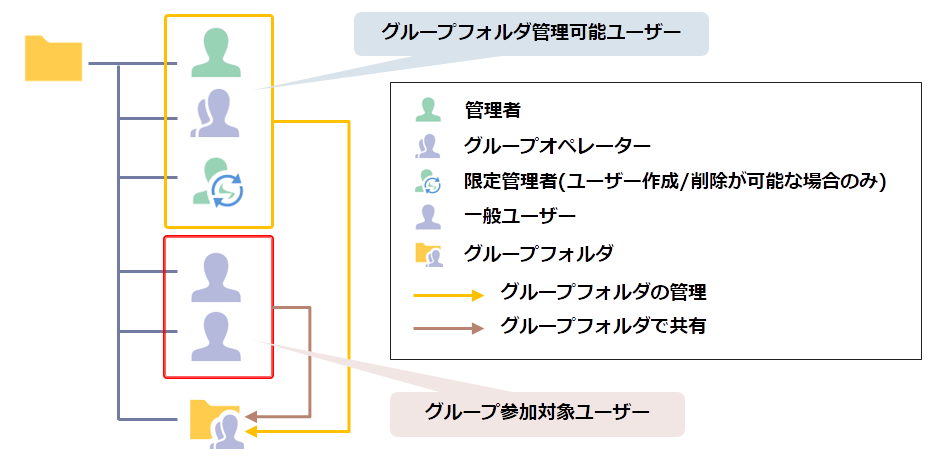 グループフォルダ管理可能ユーザー
管理者
グループオペレーター
限定管理者(ユーザー作成/削除が可能な場合のみ)
一般ユーザー
グループフォルダ
グループフォルダの管理
グループフォルダで共有
グループ参加対象ユーザー